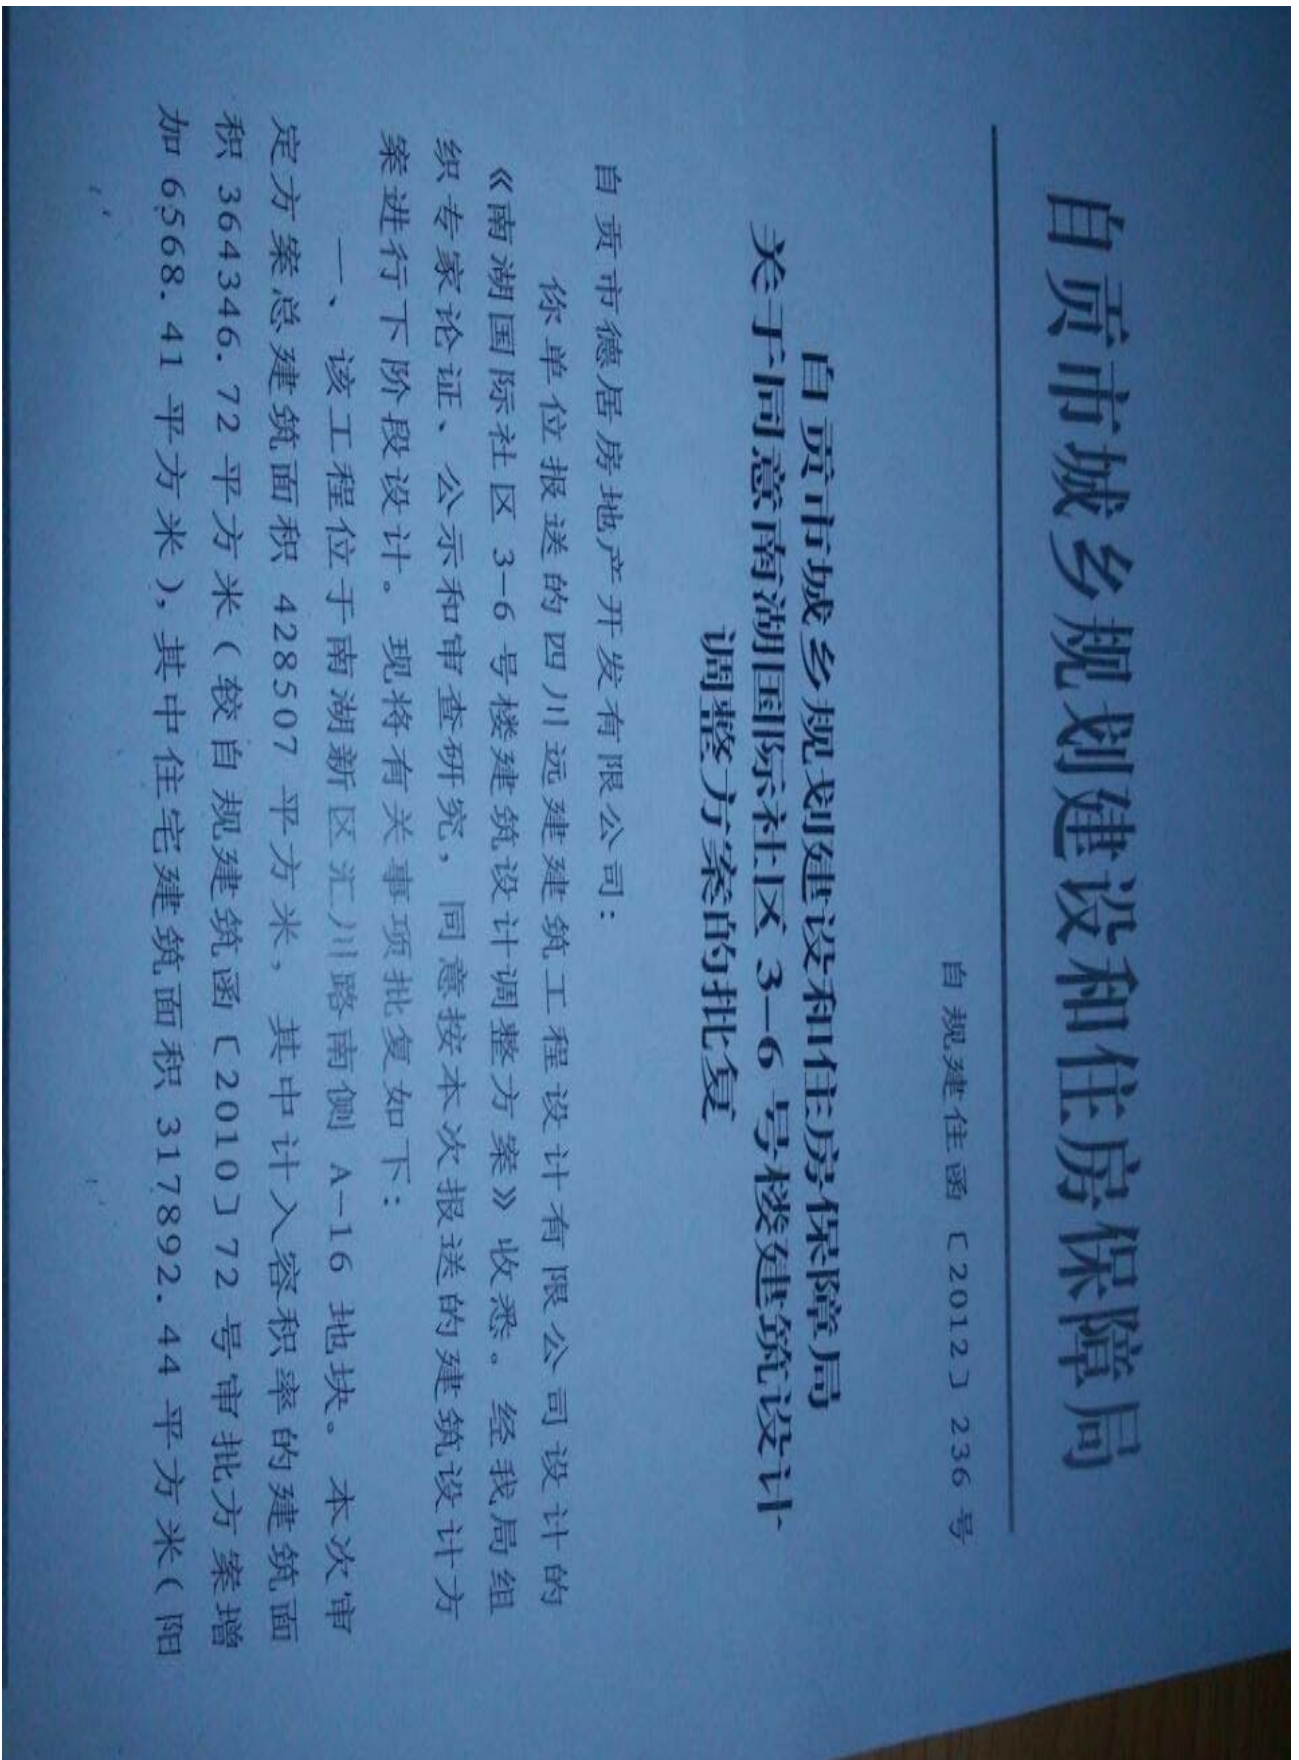 自贡市城乡规划建设和住房保障局
自规建住函〔2012〕236号
自贡市城乡规划建设和住房保障局
关于同意南湖国际社区3-6号楼建筑设计
调整方案的批复
自贡市德居房地产开发有限公司：
你单位报送的四川远建建筑工程设计有限公司设计的
《南湖国际社区3-6号楼建筑设计调整方案》收悉。经我局组
织专家论证、公示和审查研究，同意按本次报送的建筑设计方
案进行下阶段设计。现将有关事项批复如下：
一、该工程位于南湖新区汇川路南侧A-16地块。本次审
定方案总建筑面积428507平方米，其中计入容积率的建筑面
积364346.72平方米（较自规建筑函〔2010〕72号审批方案增
加6568.41平方米），其中住宅建筑面积317892.44平方米（阳